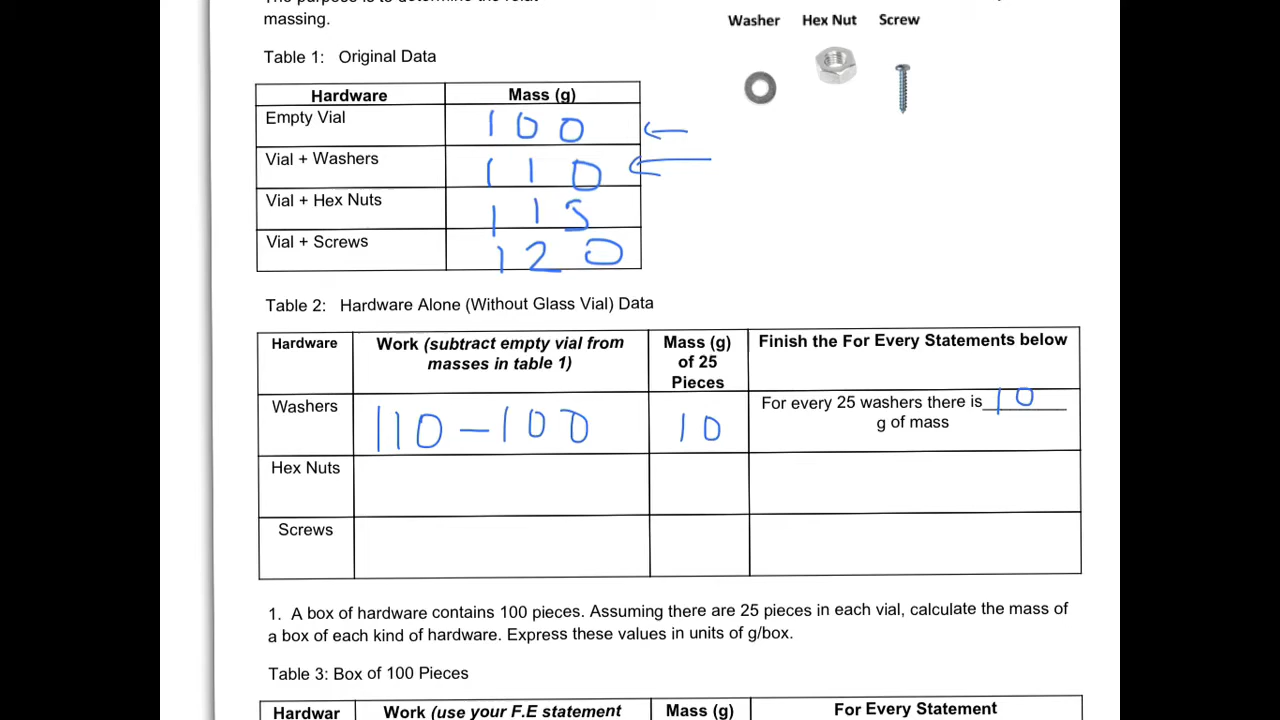 massing.
Washer Hex Nut Screw
Table 1: Original Data
Hardware Mass (g)
Empty Vial 100
Vial + Washers 110
Vial + Hex Nuts 115
Vial + Screws 120
Table 2: Hardware Alone (Without Glass Vial) Data
Hardware Work (subtract empty vial from masses in table 1) Mass (g) of 25 Pieces Finish the For Every Statements below
Washers 110-100 10 For every 25 washers there is 10
g of mass
Hex Nuts
Screws
1. A box of hardware contains 100 pieces. Assuming there are 25 pieces in each vial, calculate the mass of
a box of each kind of hardware. Express these values in units of g/box.
Table 3: Box of 100 Pieces
Hardwar Work (use your F.E statement Mass (g) For Every Statement